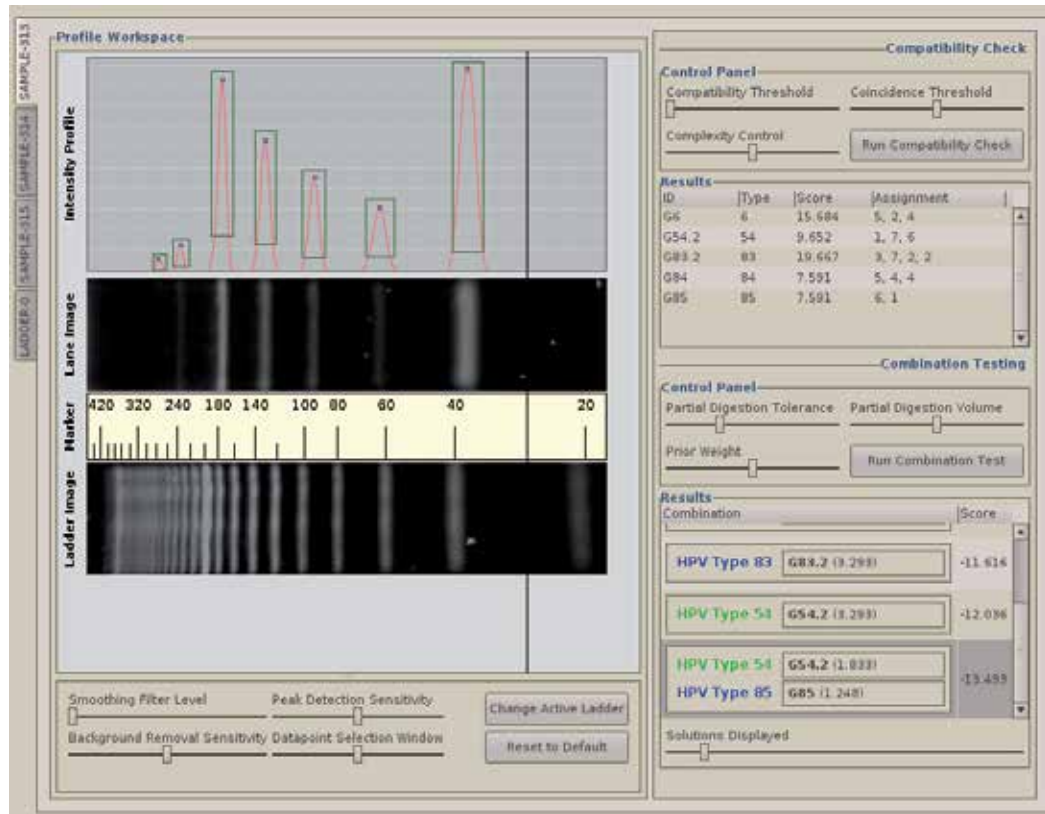 SAMPLE-313
SAMPLE-314
SAMPLE-315
LADDER-0
Profile Workspace
Intensity Profile
Lane Image
Marker
420 320 240 180 140 100 80 60 40 20
Ladder Image
Smoothing Filter Level
Peak Detection Sensitivity
Change Active Ladder
Background Removal Sensitivity
Datapoint Selection Window
Reset to Default
Compatibility Check
Control Panel
Compatibility Threshold
Coincidence Threshold
Complexity Control
Run Compatibility Check
Results
ID Type Score Assignment
G6 6 15.684 5, 2, 4
G54.2 54 9.652 1, 7, 6
G83.2 83 19.667 3, 7, 2, 2
G84 84 7.591 5, 4, 4
G85 85 7.591 6, 1
Combination Testing
Control Panel
Partial Digestion Tolerance
Partial Digestion Volume
Prior Weight
Run Combination Test
Results
Combination Score
HPV Type 83 G83.2 (3.293) -11.616
HPV Type 54 G54.2 (3.293) -12.036
HPV Type 54 G54.2 (1.833)
-13.493
HPV Type 85 G85 (1.248)
Solutions Displayed